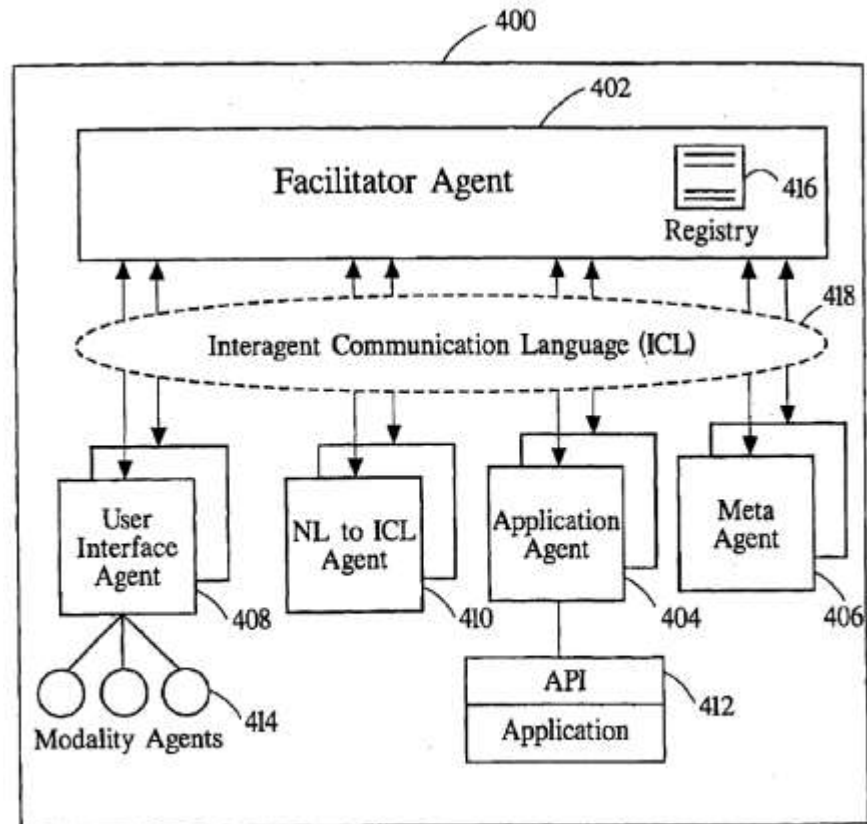 400
402
Facilitator Agent
416
Registry
418
Interagent Communication Language (ICL)
User
Interface
Agent
408
NL to ICL
Agent
410
Application
Agent
404
Meta
Agent
406
414
Modality Agents
API
Application
412